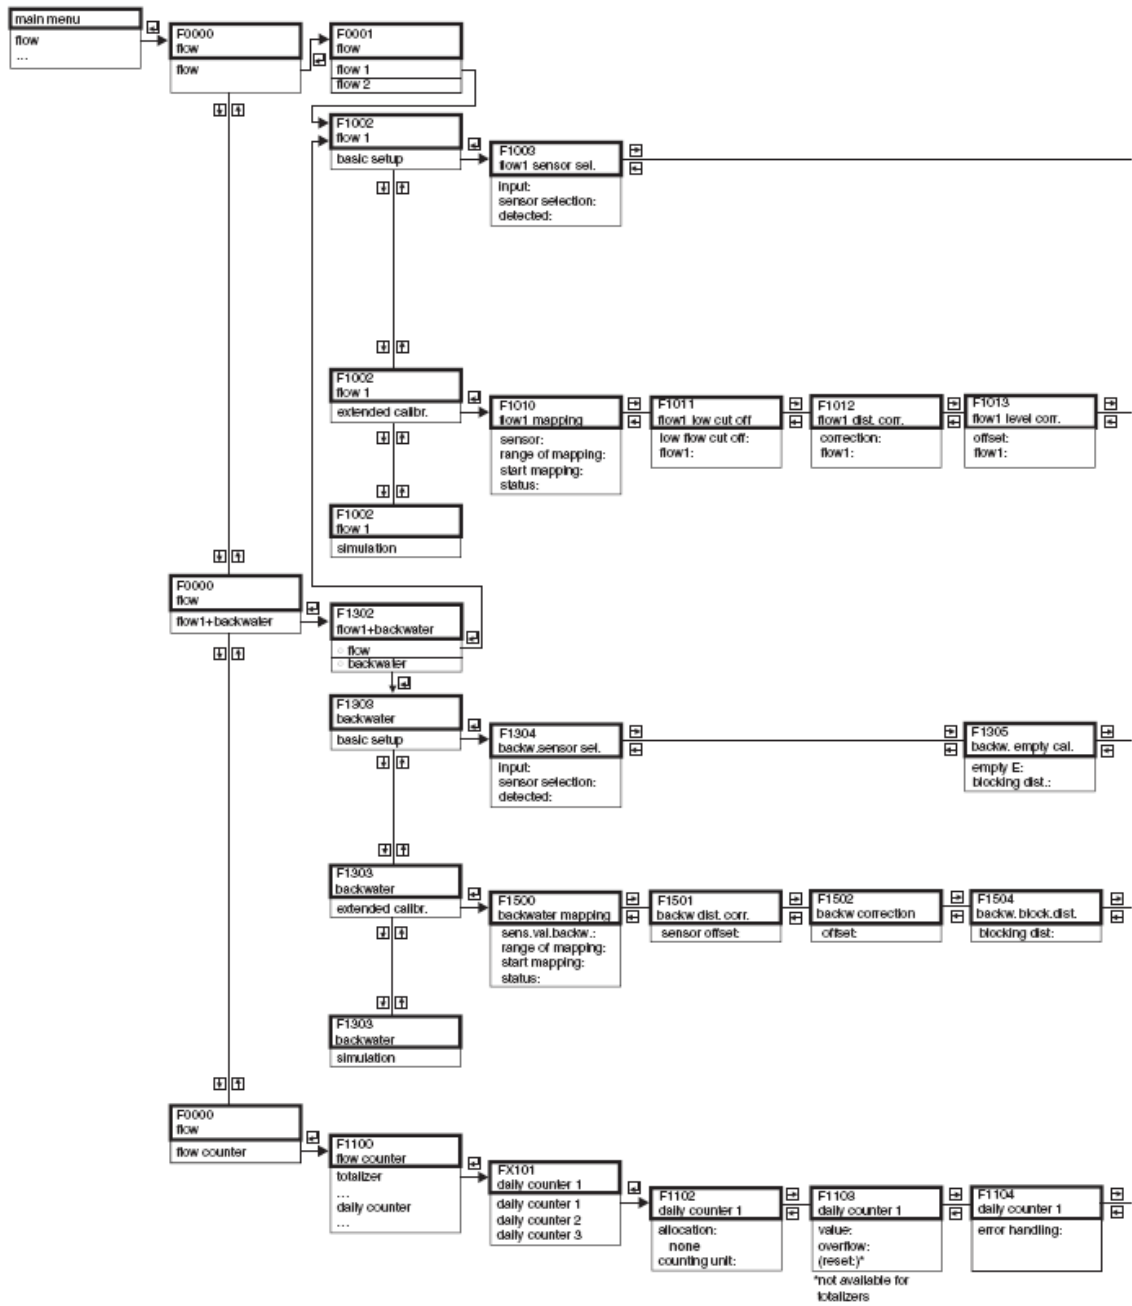 main menu
flow
...
F0000
flow
flow
F0001
flow
flow 1
flow 2
F1002
flow 1
basic setup
F1003
flow1 sensor sel.
input:
sensor selection:
detected:
F1002
flow 1
extended calibr.
F1010
flow1 mapping
sensor:
range of mapping:
start mapping:
status:
F1011
flow1 low cut off
low flow cut off:
flow1:
F1012
flow1 dist. corr.
correction:
flow1:
F1013
flow1 level corr.
offset:
flow1:
F1002
flow 1
simulation
F0000
flow
flow1+backwater
F1302
flow1+backwater
flow
backwater
F1303
backwater
basic setup
F1304
backw.sensor sel.
input:
sensor selection:
detected:
F1305
backw. empty cal.
empty E:
blocking dist.:
F1303
backwater
extended calibr.
F1500
backwater mapping
sens.val.backw.:
range of mapping:
start mapping:
status:
F1501
backw dist. corr.
sensor offset:
F1502
backw correction
offset:
F1504
backw. block.dist.
blocking dist:
F1303
backwater
simulation
F0000
flow
flow counter
F1100
flow counter
totalizer
...
daily counter
...
FX101
daily counter 1
daily counter 1
daily counter 2
daily counter 3
F1102
daily counter 1
allocation:
none
counting unit:
F1103
daily counter 1
value:
overflow:
(reset:)*
*not available for
totalizers
F1104
daily counter 1
error handling: